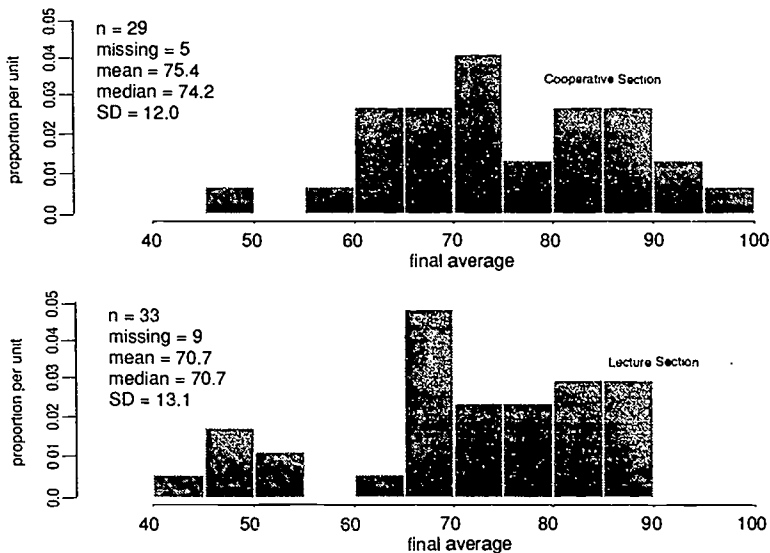 n = 29
missing = 5
mean = 75.4
median = 74.2
SD = 12.0
Cooperative Section
proportion per unit
0.05
0.04
0.03
0.02
0.01
0.0
40 50 60 70 80 90 100
final average
n = 33
missing = 9
mean = 70.7
median = 70.7
SD = 13.1
Lecture Section
proportion per unit
0.05
0.04
0.03
0.02
0.01
0.0
40 50 60 70 80 90 100
final average